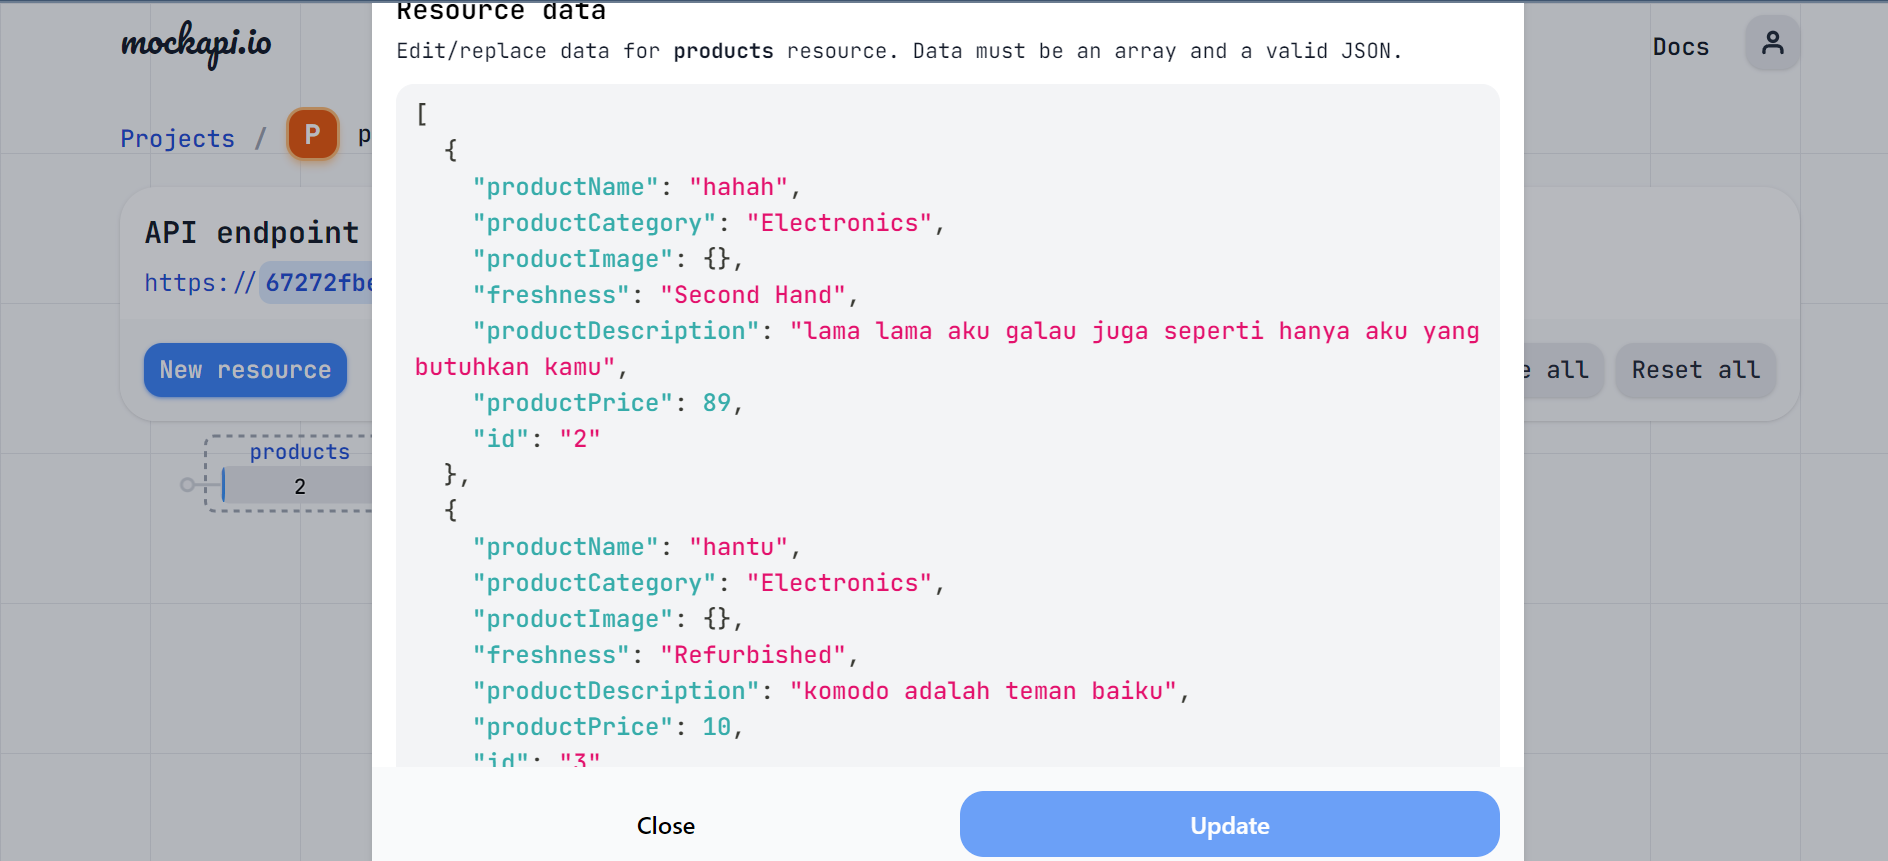 Resource data
mockapi.io
Edit/replace data for products resource. Data must be an array and a valid JSON.
Docs
Projects / P p
API endpoint
https://67272fbe
New resource
e all
Reset all
products
2
[
{
"productName": "hahah",
"productCategory": "Electronics",
"productImage": {},
"freshness": "Second Hand",
"productDescription": "lama lama aku galau juga seperti hanya aku yang
butuhkan kamu",
"productPrice": 89,
"id": "2"
},
{
"productName": "hantu",
"productCategory": "Electronics",
"productImage": {},
"freshness": "Refurbished",
"productDescription": "komodo adalah teman baiku",
"productPrice": 10,
"id": "3"
Close
Update